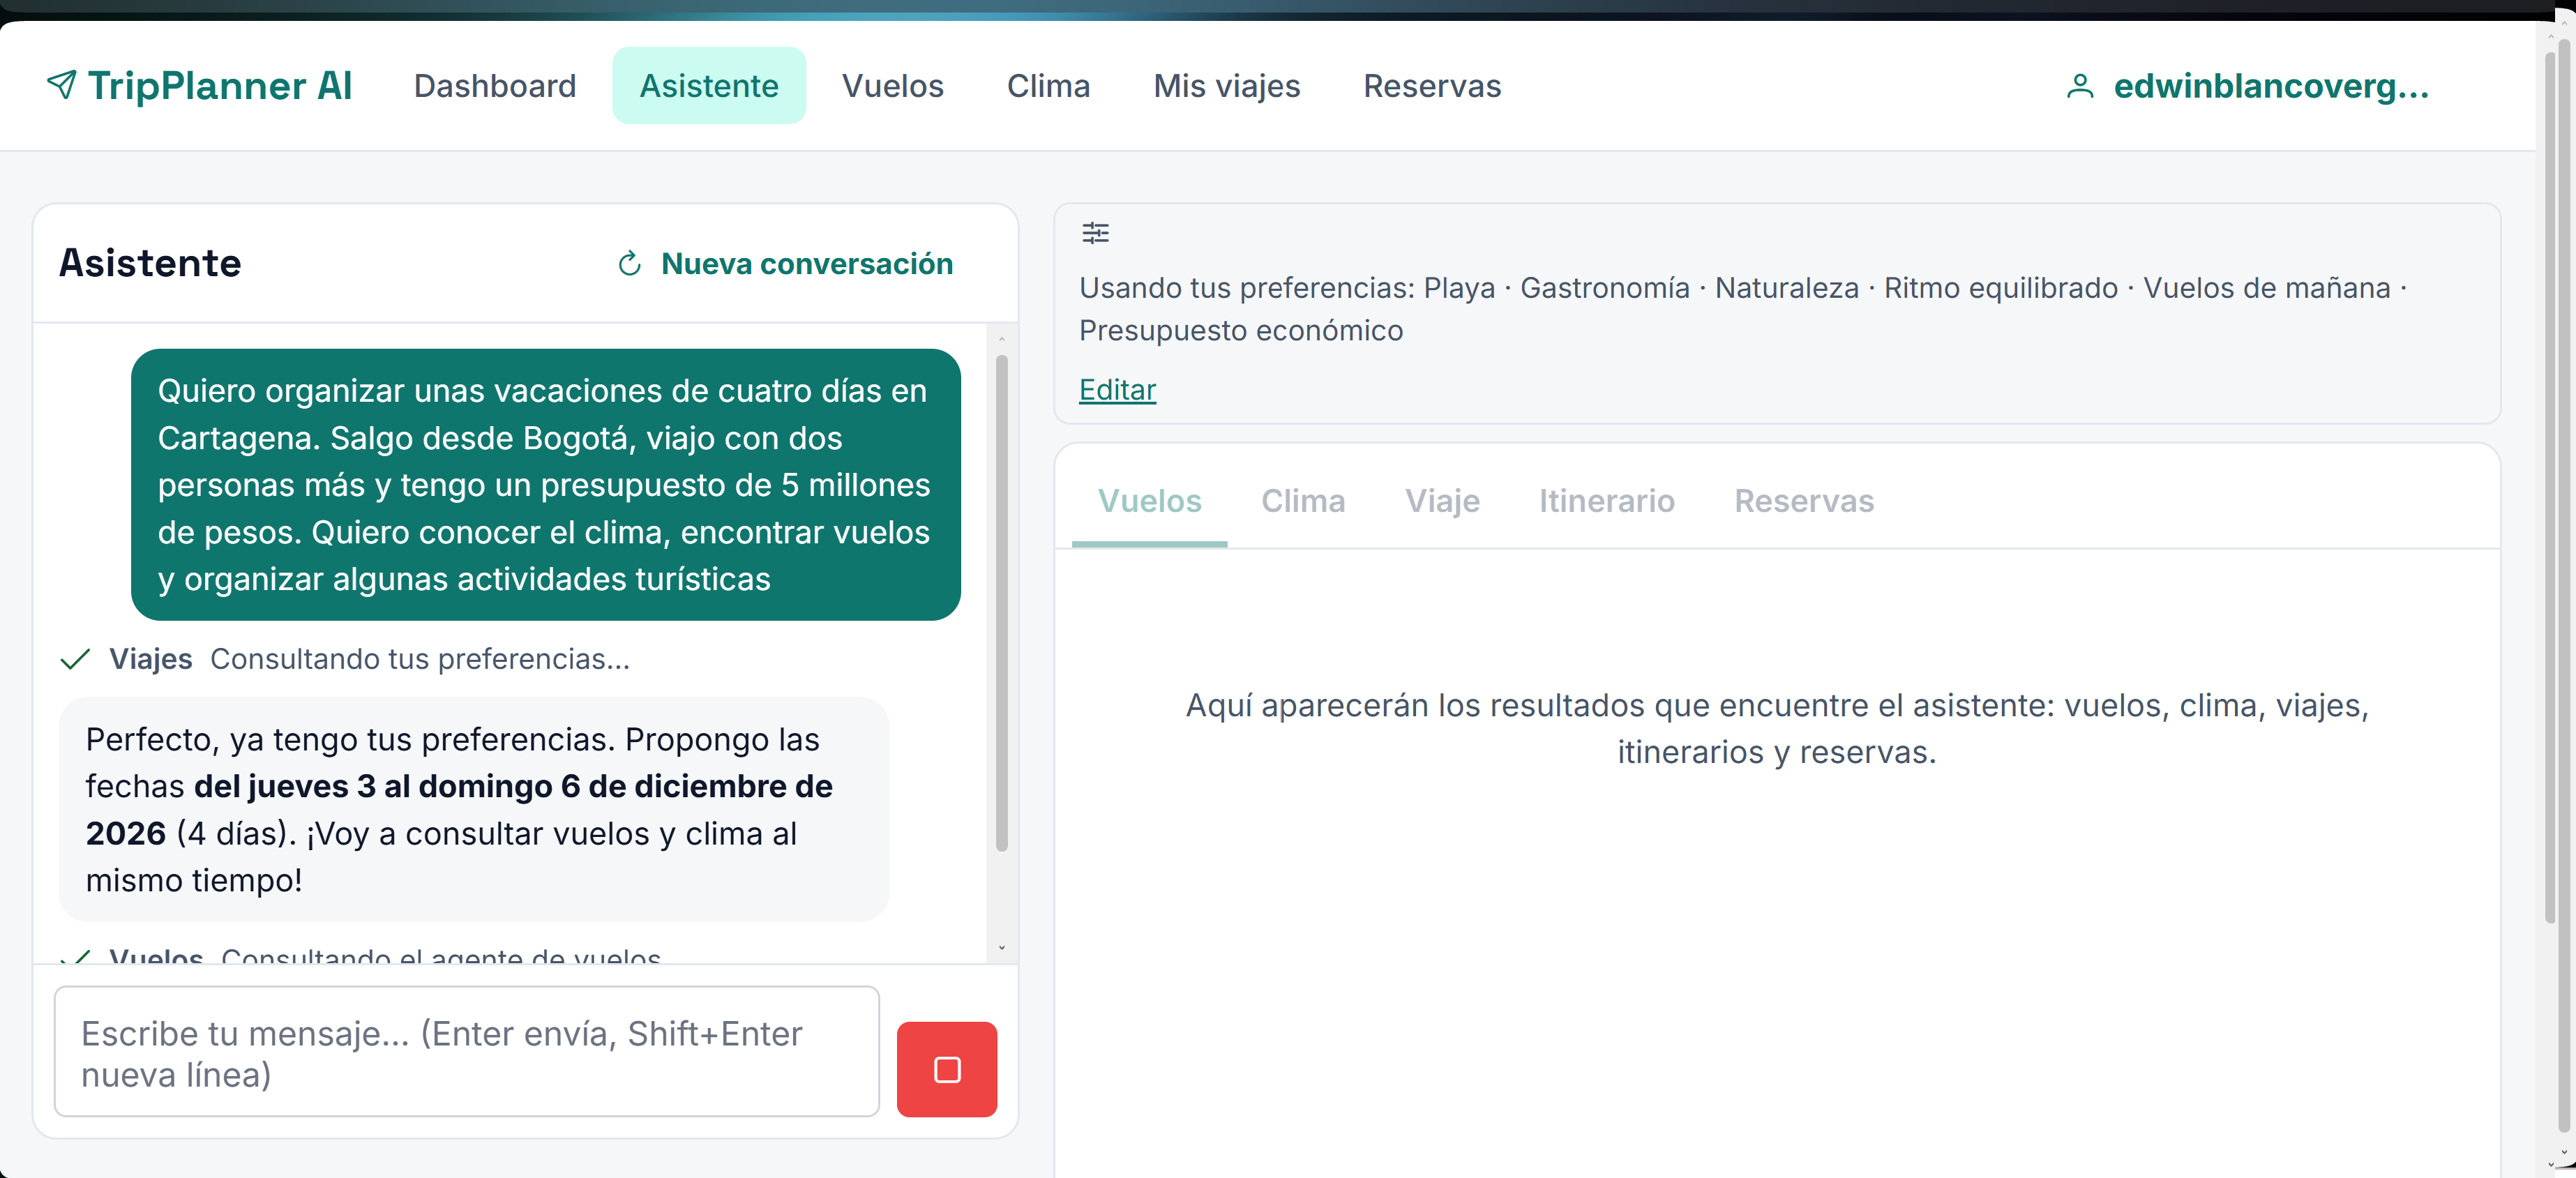 TripPlanner AI
Dashboard
Asistente
Vuelos
Clima
Mis viajes
Reservas
edwinblancoverg...
Asistente
Nueva conversación
Quiero organizar unas vacaciones de cuatro días en
Cartagena. Salgo desde Bogotá, viajo con dos
personas más y tengo un presupuesto de 5 millones
de pesos. Quiero conocer el clima, encontrar vuelos
y organizar algunas actividades turísticas
Viajes Consultando tus preferencias...
Perfecto, ya tengo tus preferencias. Propongo las
fechas del jueves 3 al domingo 6 de diciembre de
2026 (4 días). ¡Voy a consultar vuelos y clima al
mismo tiempo!
Vuelos Consultando el agente de vuelos
Escribe tu mensaje... (Enter envía, Shift+Enter
nueva línea)
Usando tus preferencias: Playa · Gastronomía · Naturaleza · Ritmo equilibrado · Vuelos de mañana ·
Presupuesto económico
Editar
Vuelos
Clima
Viaje
Itinerario
Reservas
Aquí aparecerán los resultados que encuentre el asistente: vuelos, clima, viajes,
itinerarios y reservas.